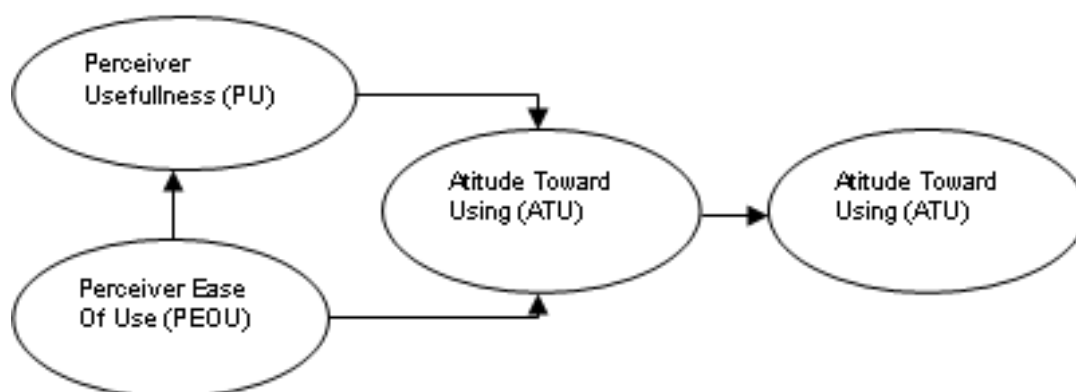 Perceiver
Usefullness (PU)
Atitude Toward
Using (ATU)
Atitude Toward
Using (ATU)
Perceiver Ease
Of Use (PEOU)